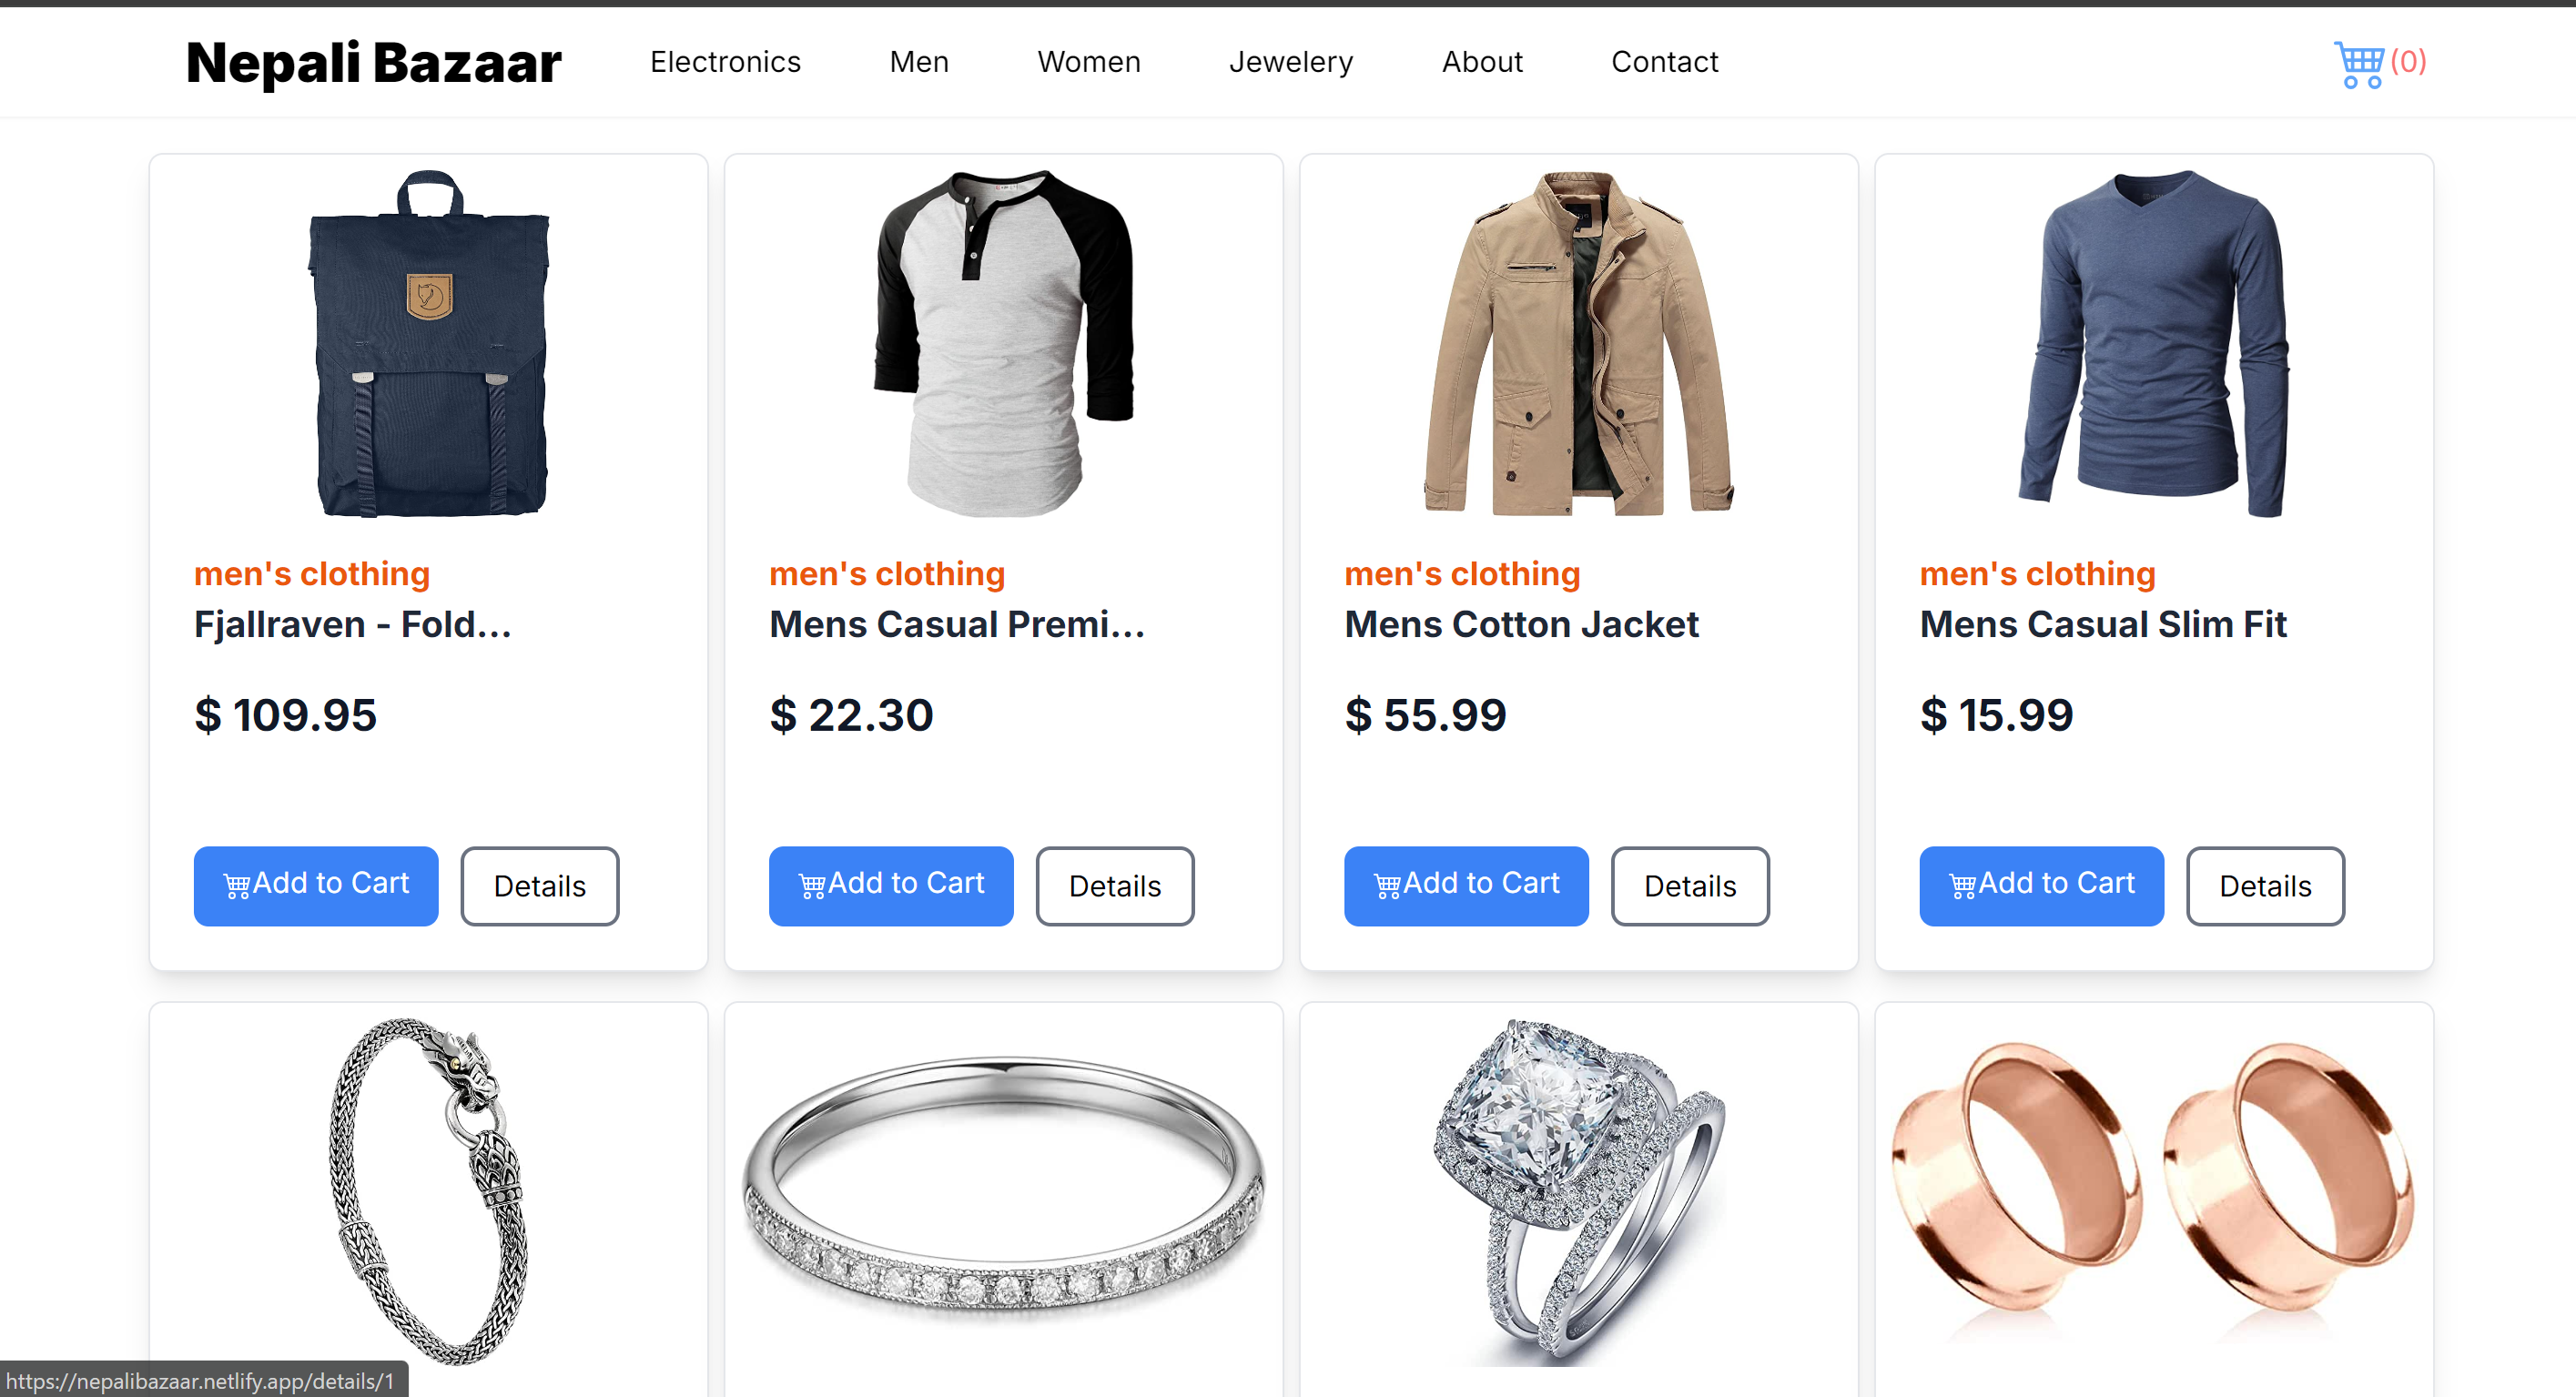 Nepali Bazaar
Electronics
Men
Women
Jewelery
About
Contact
(0)
men's clothing
Fjallraven - Fold...
$ 109.95
Add to Cart
Details
men's clothing
Mens Casual Premi...
$ 22.30
Add to Cart
Details
men's clothing
Mens Cotton Jacket
$ 55.99
Add to Cart
Details
men's clothing
Mens Casual Slim Fit
$ 15.99
Add to Cart
Details
https://nepalibazaar.netlify.app/details/1